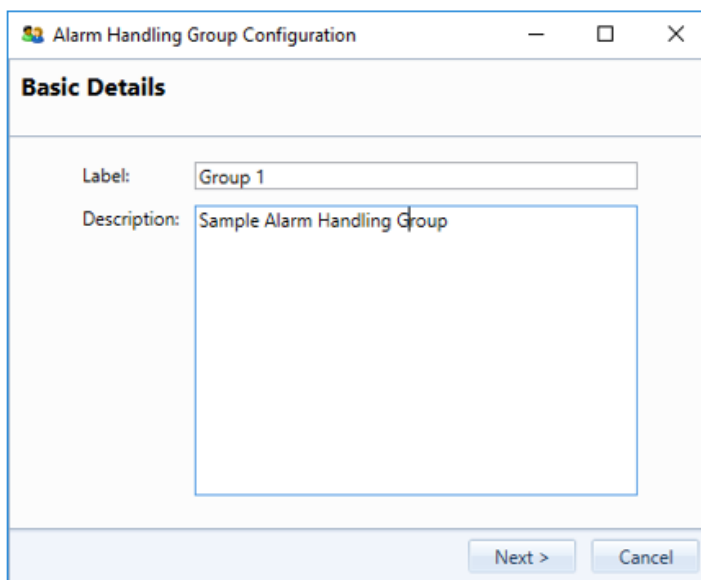 Alarm Handling Group Configuration
Basic Details
Label: Group 1
Description: Sample Alarm Handling Group
Next > Cancel